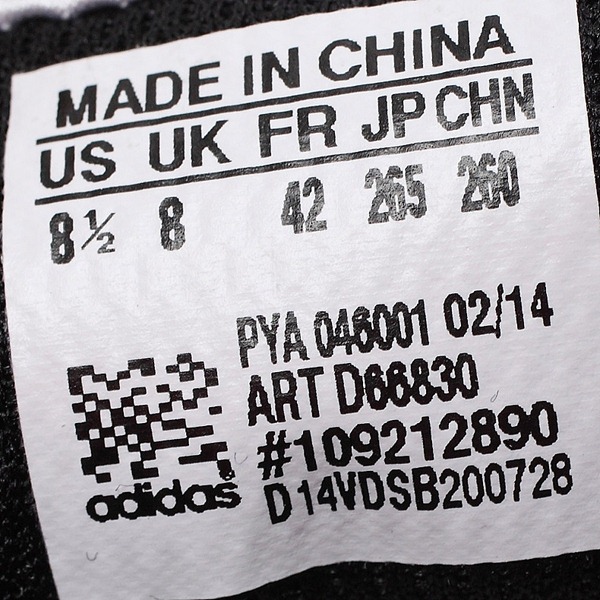 MADE IN CHINA
US UK FR JP CHN
8½ 8 42 265 260
PYA 046001 02/14
ART D66830
#109212890
adidas D14VDSB200728